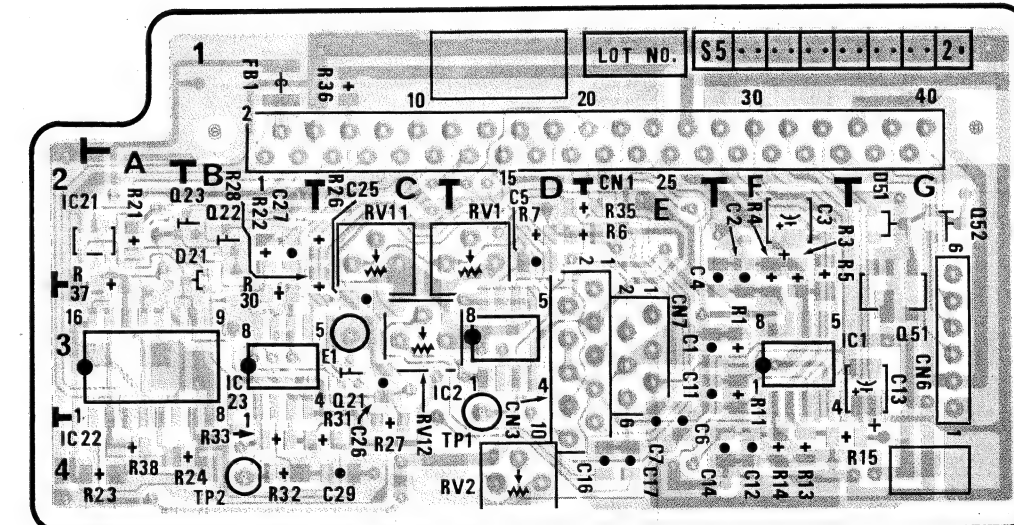 1
LOT NO.
S5 2
FB1
R36
10
20
30
40
2
A
B
C
D
E
F
G
2
IC21
R21
Q23
R28
Q22
R22
1
C27
R26
C25
RV11
RV1
15
C5
R7
CN1
25
R35
R6
C2
R4
C3
R3
R5
D51
Q52
6
D21
R
37
R
30
2
1
C4
16
9
8
5
E1
8
5
2
1
CN7
R1
8
5
IC1
Q51
CN6
3
C1
IC
23
4
Q21
IC2
1
4
C11
1
R11
4
C13
1
IC22
8
R33
1
R31
C26
R27
RV12
TP1
CN3
10
9
C6
1
4
R38
R24
R23
TP2
R32
C29
RV2
C16
C7
C17
C14
C12
R14
R13
R15